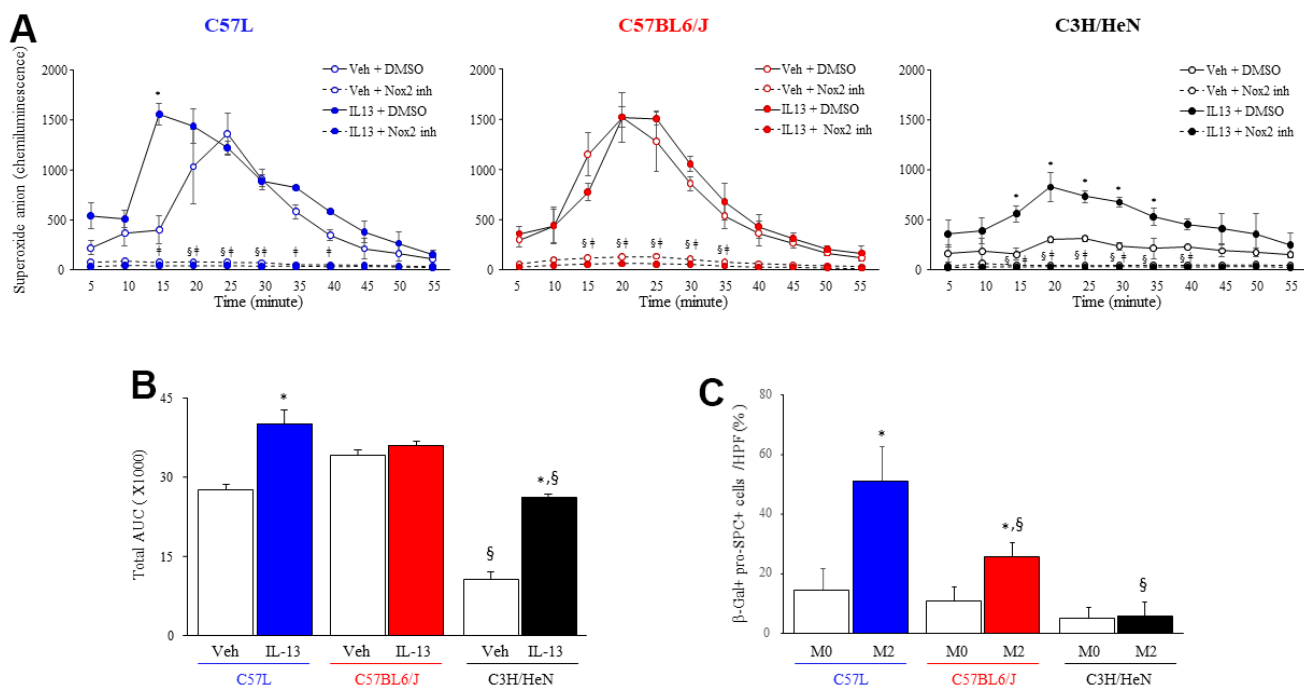 A
C57L
C57BL6/J
C3H/HeN
Superoxide anion (chemiluminescence)
2000
1500
1000
500
0
*
Veh + DMSO
Veh + Nox2 inh
IL13 + DMSO
IL13 + Nox2 inh
ǂ §ǂ §ǂ §ǂ ǂ ǂ
5 10 15 20 25 30 35 40 45 50 55
Time (minute)
2000
1500
1000
500
0
Veh + DMSO
Veh + Nox2 inh
IL13 + DMSO
IL13 + Nox2 inh
§ǂ §ǂ §ǂ §ǂ §ǂ
5 10 15 20 25 30 35 40 45 55
Time (minute)
2000
1500
1000
500
0
Veh + DMSO
Veh + Nox2 inh
IL13 + DMSO
IL13 + Nox2 inh
* * * * *
§ǂ §ǂ §ǂ §ǂ §ǂ §ǂ
5 10 15 20 25 30 35 40 45 50 55
Time (minute)
B
Total AUC ( X1000)
45
30
15
0
*
§
*,§
Veh IL-13 Veh IL-13 Veh IL-13
C57L C57BL6/J C3H/HeN
C
β-Gal+ pro-SPC+ cells /HPF (%)
80
60
40
20
0
*
*,§
§
M0 M2 M0 M2 M0 M2
C57L C57BL6/J C3H/HeN